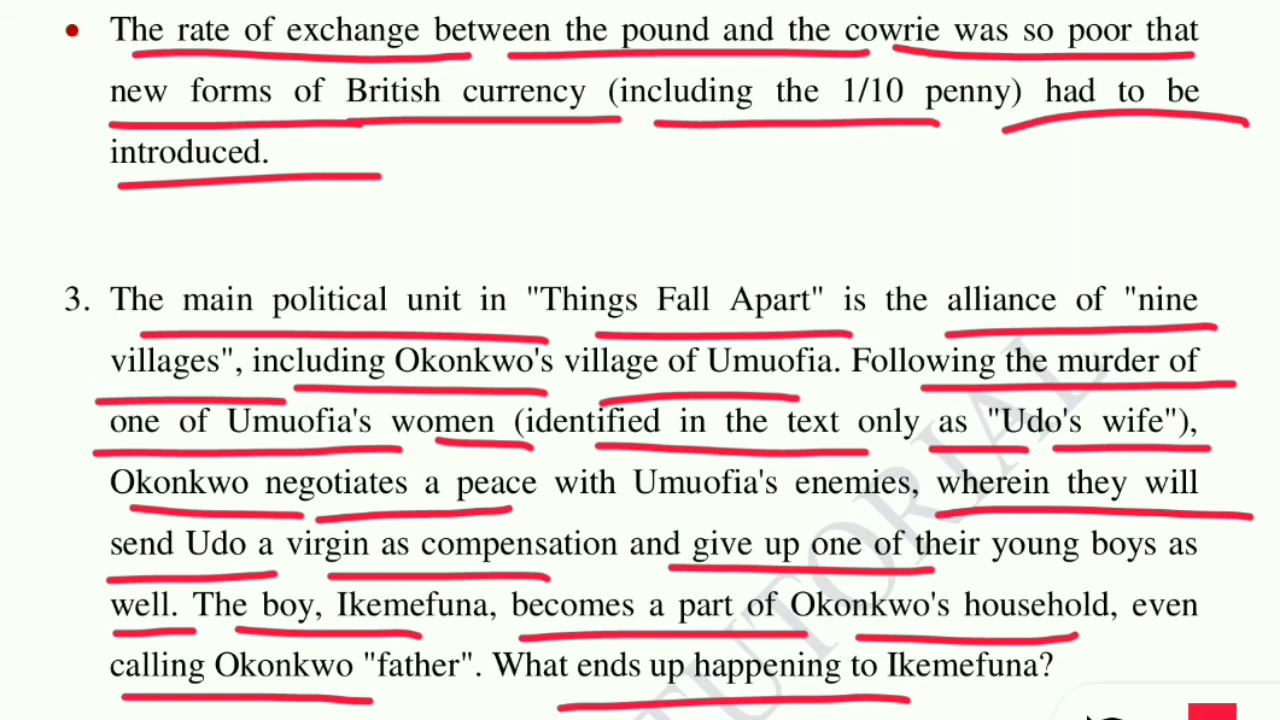 • The rate of exchange between the pound and the cowrie was so poor that
new forms of British currency (including the 1/10 penny) had to be
introduced.
3. The main political unit in "Things Fall Apart" is the alliance of "nine
villages", including Okonkwo's village of Umuofia. Following the murder of
one of Umuofia's women (identified in the text only as "Udo's wife"),
Okonkwo negotiates a peace with Umuofia's enemies, wherein they will
send Udo a virgin as compensation and give up one of their young boys as
well. The boy, Ikemefuna, becomes a part of Okonkwo's household, even
calling Okonkwo "father". What ends up happening to Ikemefuna?
TUTORIAL